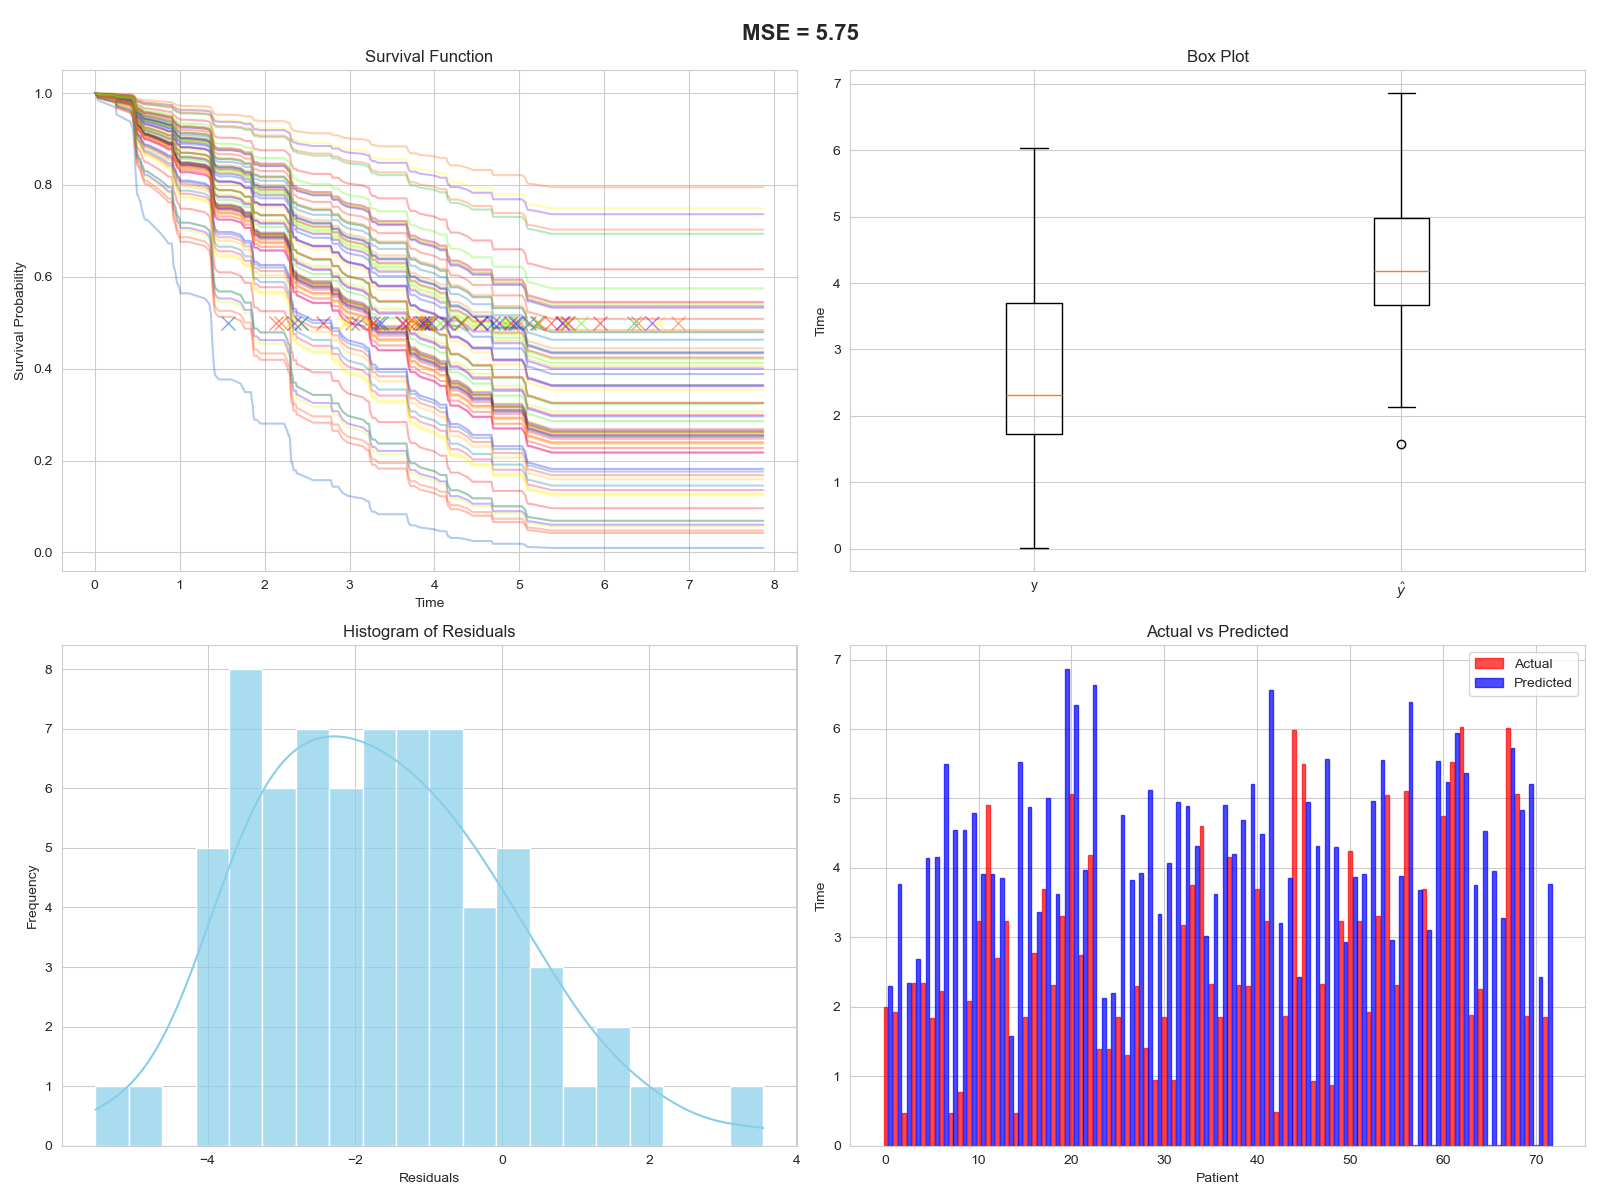 MSE = 5.75
Survival Function
1.0
0.8
0.6
0.4
0.2
0.0
Survival Probability
0 1 2 3 4 5 6 7 8
Time
Box Plot
7
6
5
4
3
2
1
0
Time
y ŷ
Histogram of Residuals
8
7
6
5
4
3
2
1
0
Frequency
−4 −2 0 2 4
Residuals
Actual vs Predicted
7
6
5
4
3
2
1
0
Time
Actual
Predicted
0 10 20 30 40 50 60 70
Patient